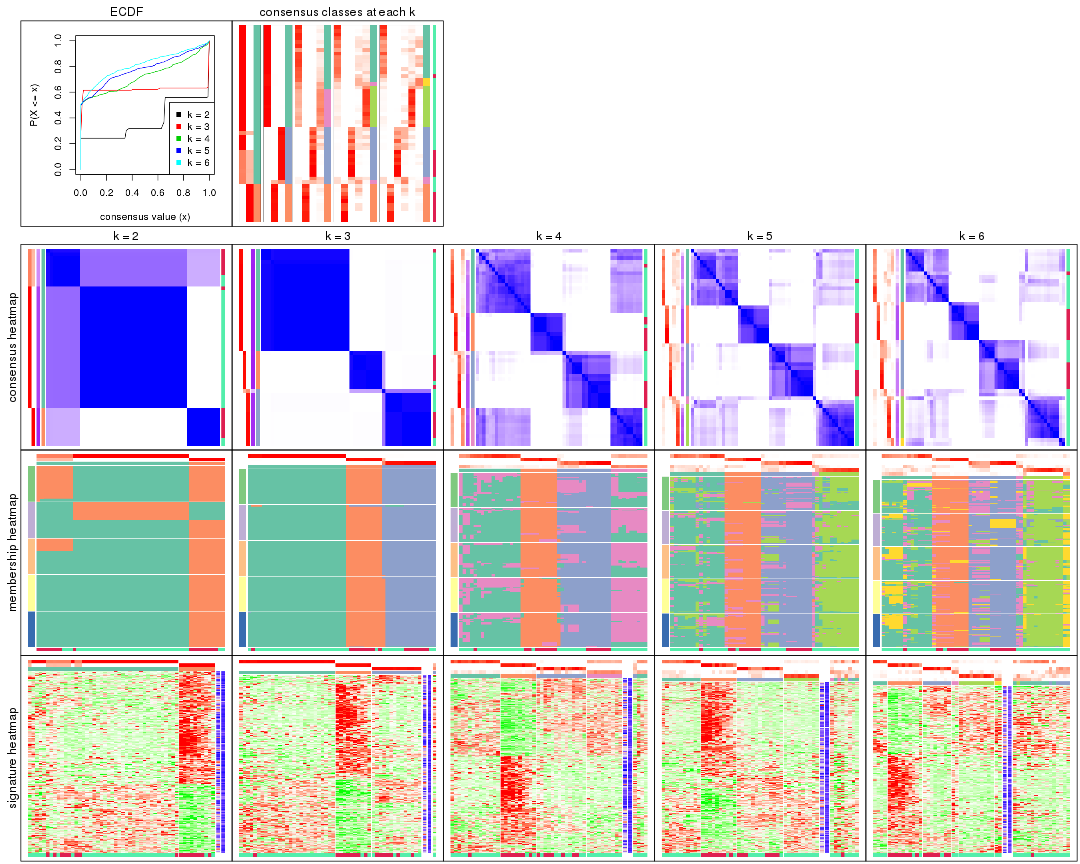 ECDF
consensus classes at each k
P(X <= x)
0.0
0.2
0.4
0.6
0.8
1.0
k = 2
k = 3
k = 4
k = 5
k = 6
0.0 0.2 0.4 0.6 0.8 1.0
consensus value (x)
k = 2
k = 3
k = 4
k = 5
k = 6
consensus heatmap
membership heatmap
signature heatmap